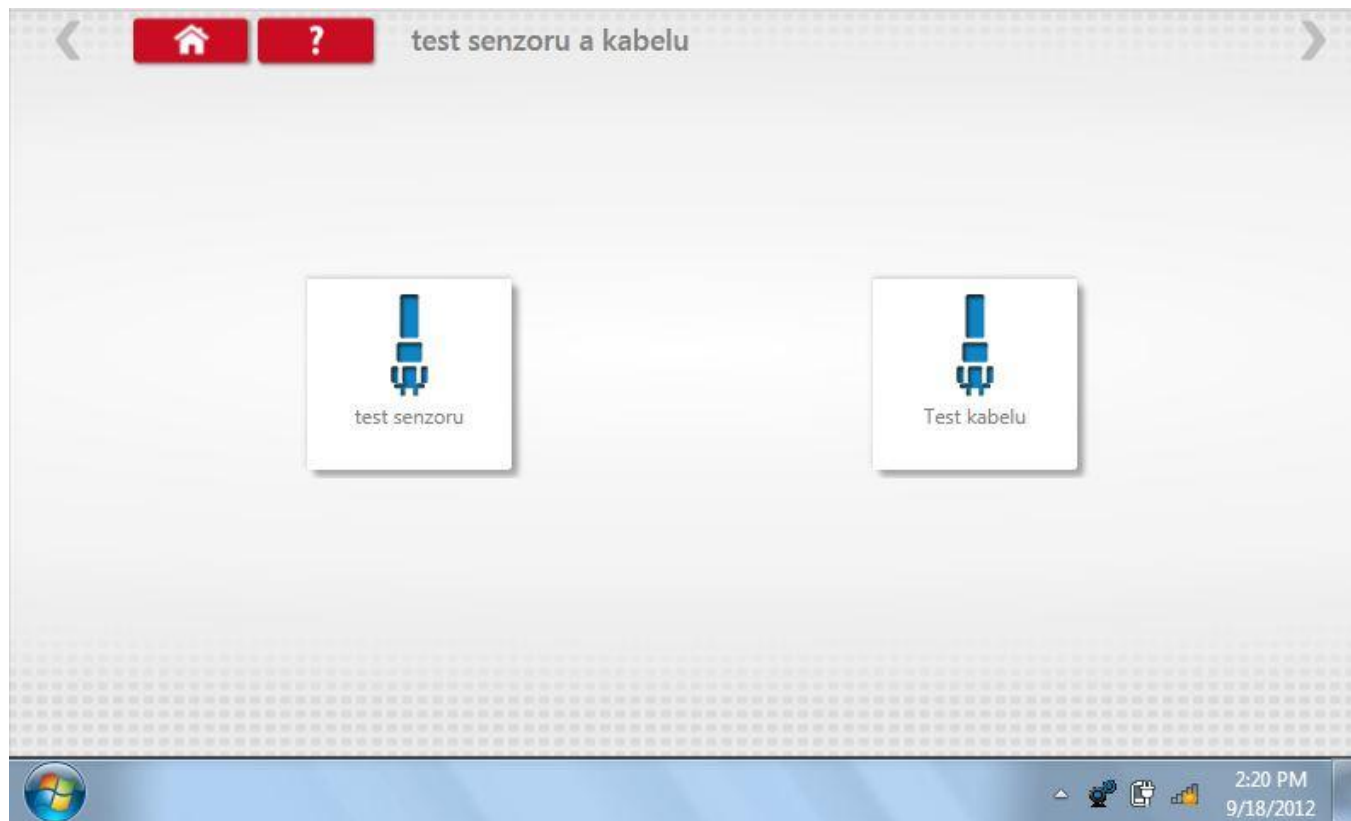 ? test senzoru a kabelu
test senzoru
Test kabelu
2:20 PM
9/18/2012